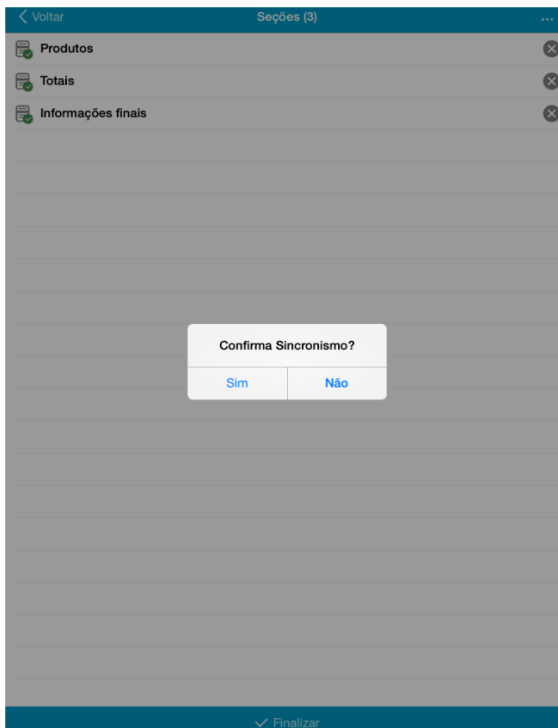 Voltar
Seções (3)
...
Produtos
Totais
Informações finais
Confirma Sincronismo?
Sim
Não
Finalizar